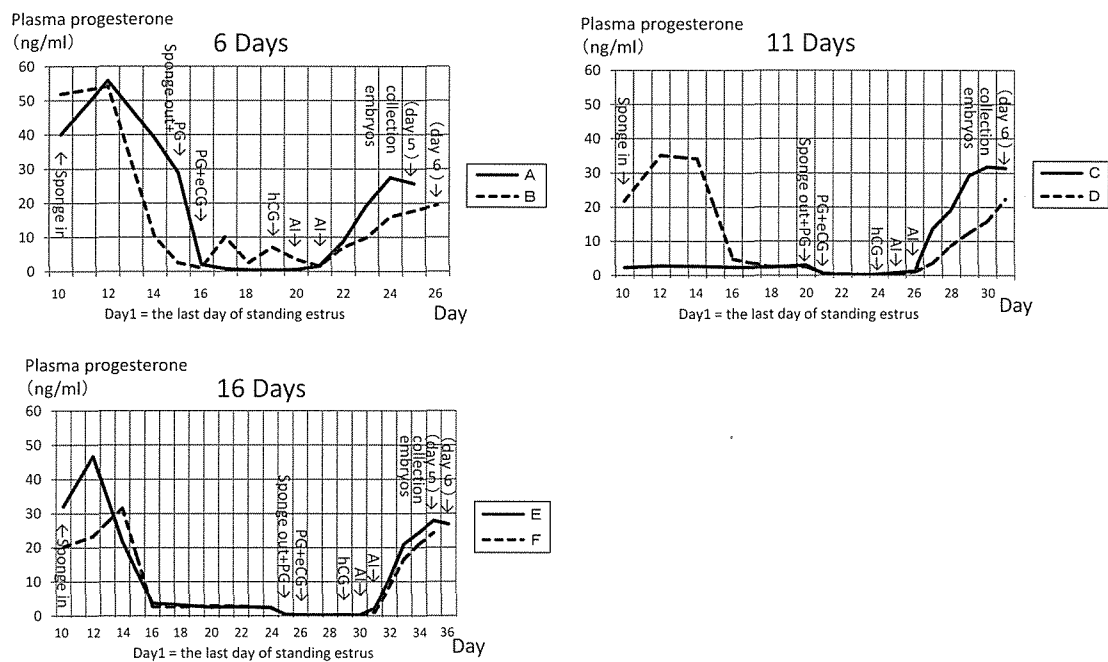 Plasma progesterone
(ng/ml)
6 Days
60
50
40
30
20
10
0
Sponge in
Sponge out+
PG
PG+eCG
hCG
AI
AI
collection
embryos
(day 5)
(day 6)
A
B
10 12 14 16 18 20 22 24 26
Day1 = the last day of standing estrus
Day
Plasma progesterone
(ng/ml)
11 Days
60
50
40
30
20
10
0
Sponge in
Sponge out+PG
PG+eCG
hCG
AI
AI
collection
embryos
(day 6)
C
D
10 12 14 16 18 20 22 24 26 28 30
Day1 = the last day of standing estrus
Day
Plasma progesterone
(ng/ml)
16 Days
60
50
40
30
20
10
0
Sponge in
Sponge out+PG
PG+eCG
hCG
AI
AI
collection
embryos
(day 5)
(day 6)
E
F
10 12 14 16 18 20 22 24 26 28 30 32 34 36
Day1 = the last day of standing estrus
Day